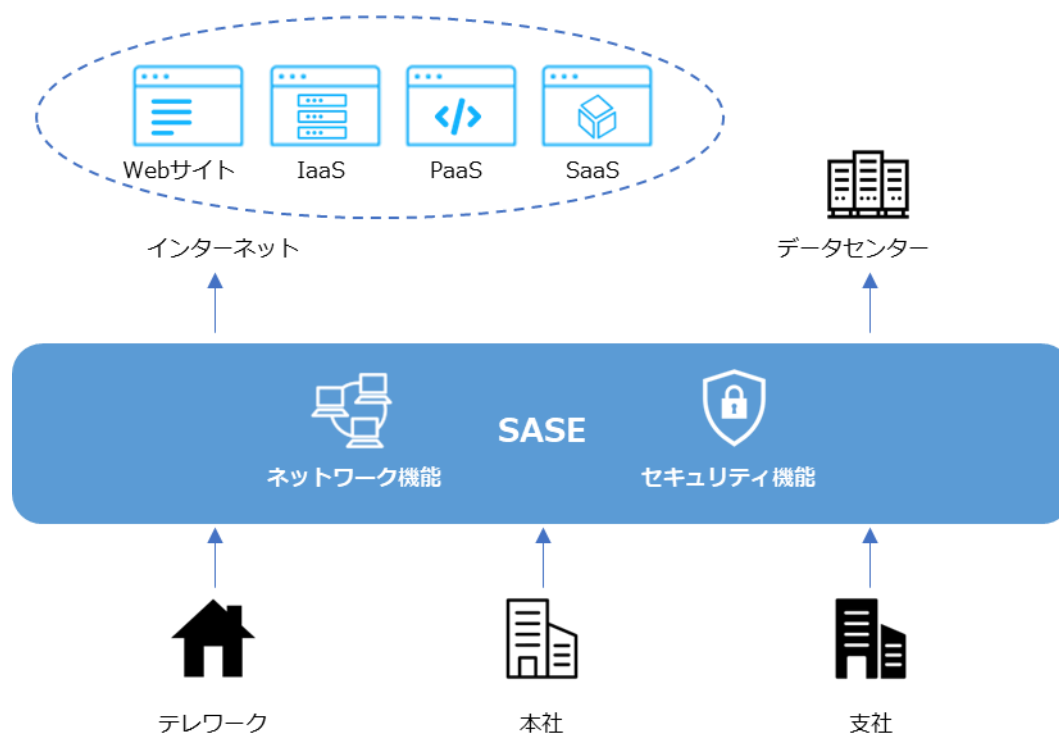 Webサイト
IaaS
PaaS
SaaS
インターネット
データセンター
SASE
ネットワーク機能
セキュリティ機能
テレワーク
本社
支社